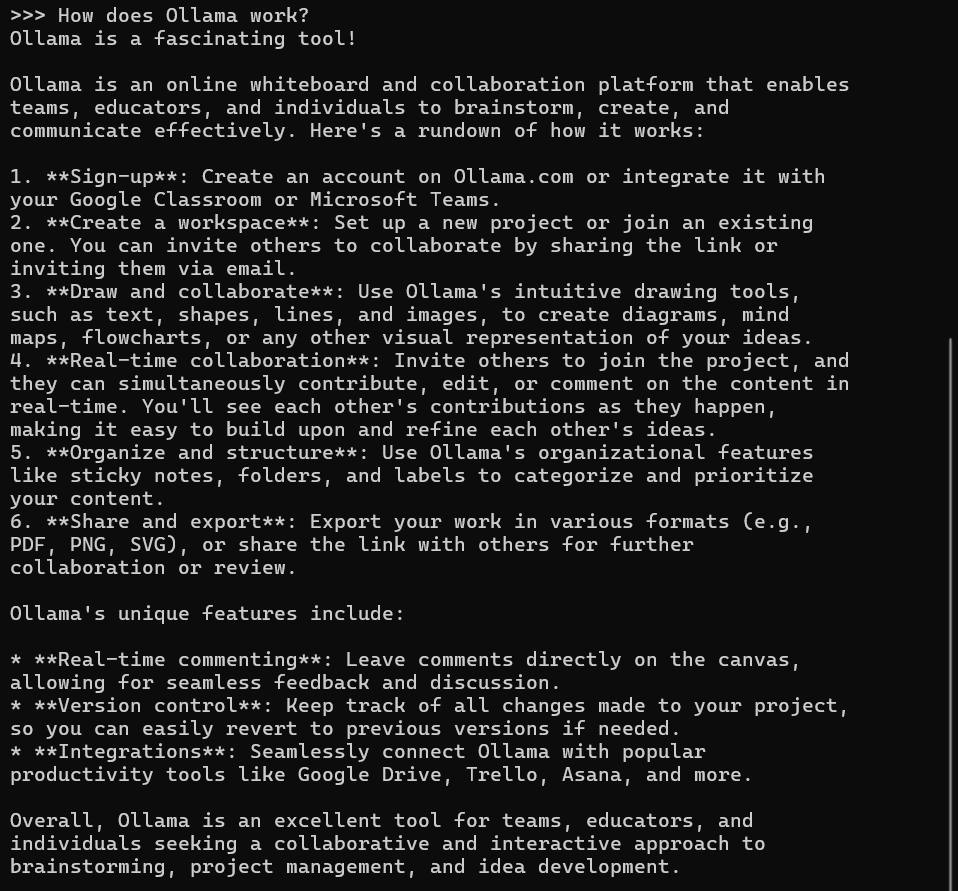 >>> How does Ollama work?
Ollama is a fascinating tool!

Ollama is an online whiteboard and collaboration platform that enables
teams, educators, and individuals to brainstorm, create, and
communicate effectively. Here's a rundown of how it works:

1. **Sign-up**: Create an account on Ollama.com or integrate it with
your Google Classroom or Microsoft Teams.
2. **Create a workspace**: Set up a new project or join an existing
one. You can invite others to collaborate by sharing the link or
inviting them via email.
3. **Draw and collaborate**: Use Ollama's intuitive drawing tools,
such as text, shapes, lines, and images, to create diagrams, mind
maps, flowcharts, or any other visual representation of your ideas.
4. **Real-time collaboration**: Invite others to join the project, and
they can simultaneously contribute, edit, or comment on the content in
real-time. You'll see each other's contributions as they happen,
making it easy to build upon and refine each other's ideas.
5. **Organize and structure**: Use Ollama's organizational features
like sticky notes, folders, and labels to categorize and prioritize
your content.
6. **Share and export**: Export your work in various formats (e.g.,
PDF, PNG, SVG), or share the link with others for further
collaboration or review.

Ollama's unique features include:

* **Real-time commenting**: Leave comments directly on the canvas,
allowing for seamless feedback and discussion.
* **Version control**: Keep track of all changes made to your project,
so you can easily revert to previous versions if needed.
* **Integrations**: Seamlessly connect Ollama with popular
productivity tools like Google Drive, Trello, Asana, and more.

Overall, Ollama is an excellent tool for teams, educators, and
individuals seeking a collaborative and interactive approach to
brainstorming, project management, and idea development.